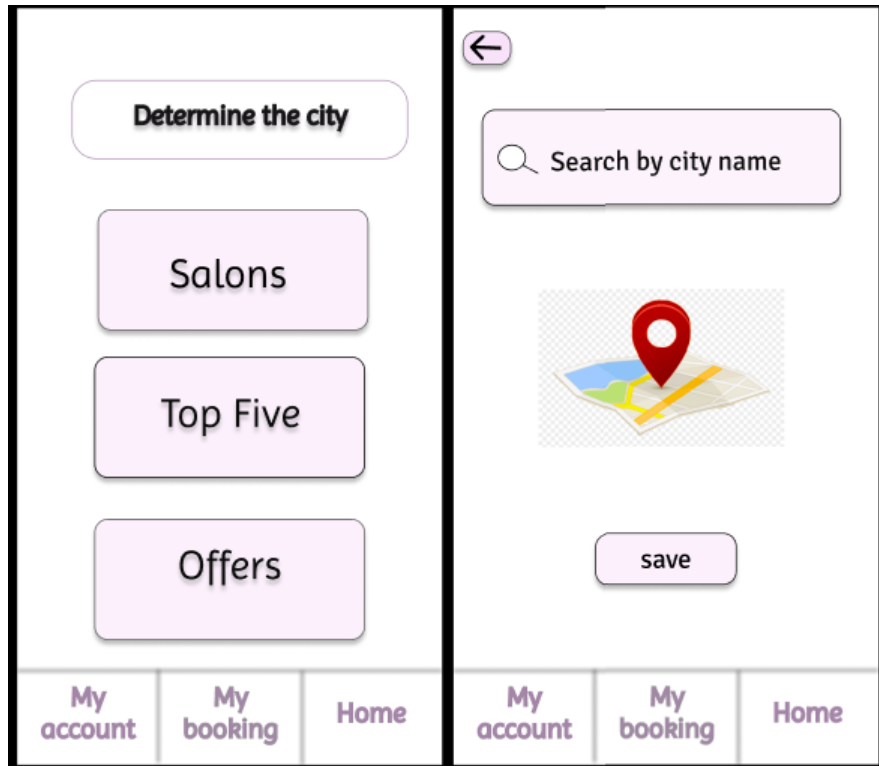 Determine the city
Salons
Top Five
Offers
My
account
My
booking
Home
Search by city name
save
My
account
My
booking
Home